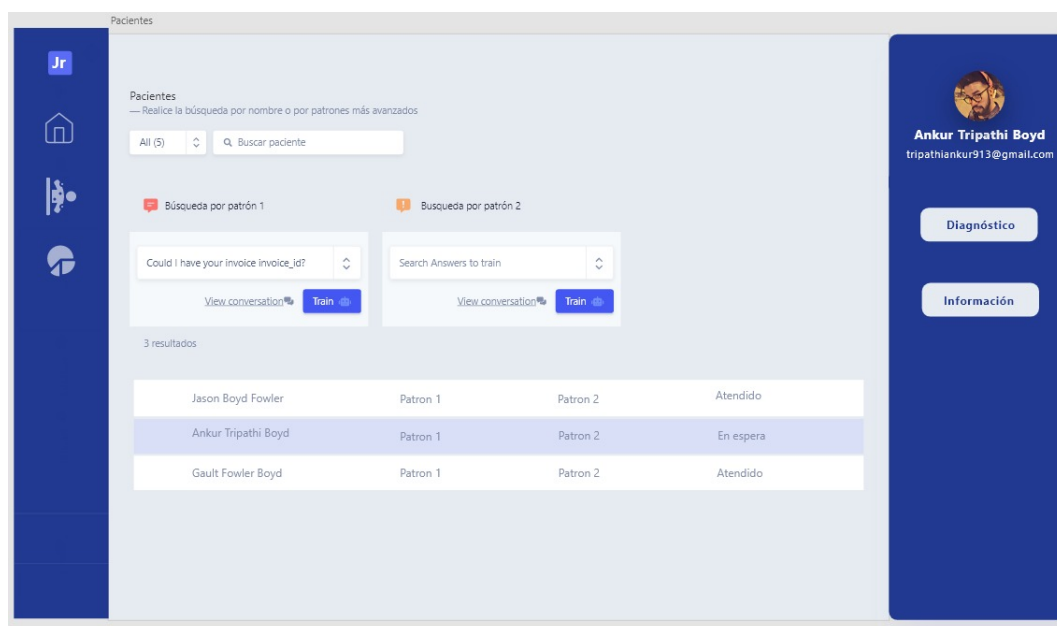 Pacientes
Jr
Pacientes
— Realice la búsqueda por nombre o por patrones más avanzados
All (5)
Buscar paciente
Búsqueda por patrón 1
Busqueda por patrón 2
Could I have your invoice invoice_id?
Search Answers to train
View conversation
Train
View conversation
Train
3 resultados
Jason Boyd Fowler Patron 1 Patron 2 Atendido
Ankur Tripathi Boyd Patron 1 Patron 2 En espera
Gault Fowler Boyd Patron 1 Patron 2 Atendido
Ankur Tripathi Boyd
tripathiankur913@gmail.com
Diagnóstico
Información